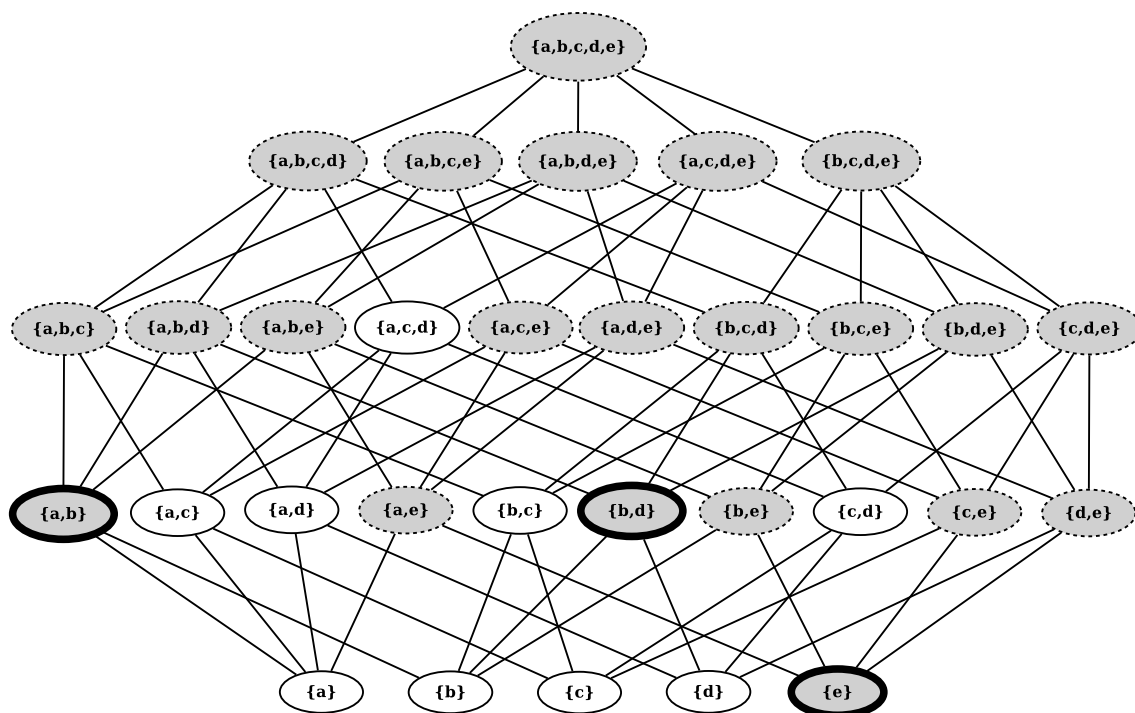 {a,b,c,d,e}
{a,b,c,d} {a,b,c,e} {a,b,d,e} {a,c,d,e} {b,c,d,e}
{a,b,c} {a,b,d} {a,b,e} {a,c,d} {a,c,e} {a,d,e} {b,c,d} {b,c,e} {b,d,e} {c,d,e}
{a,b} {a,c} {a,d} {a,e} {b,c} {b,d} {b,e} {c,d} {c,e} {d,e}
{a} {b} {c} {d} {e}